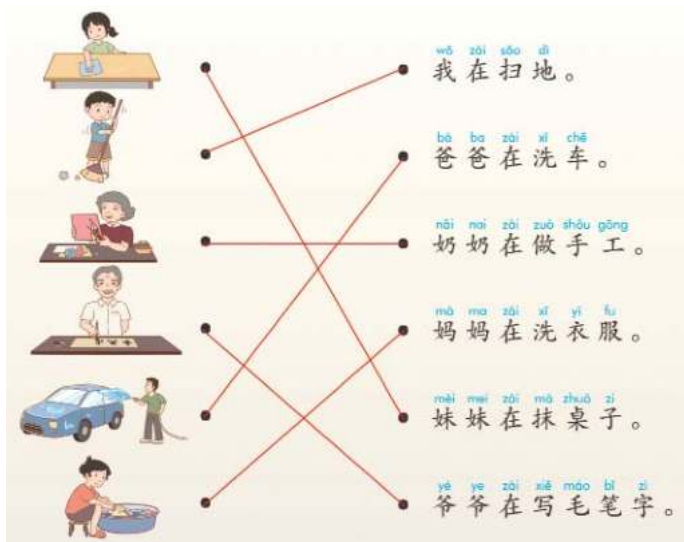 wǒ zài sǎo dì
我在扫地。
bà ba zài xǐ chē
爸爸在洗车。
nǎi nai zài zuò shǒu gōng
奶奶在做手工。
mā ma zài xǐ yī fu
妈妈在洗衣服。
mèi mei zài mā zhuō zi
妹妹在抹桌子。
yé ye zài xiě máo bǐ zì
爷爷在写毛笔字。